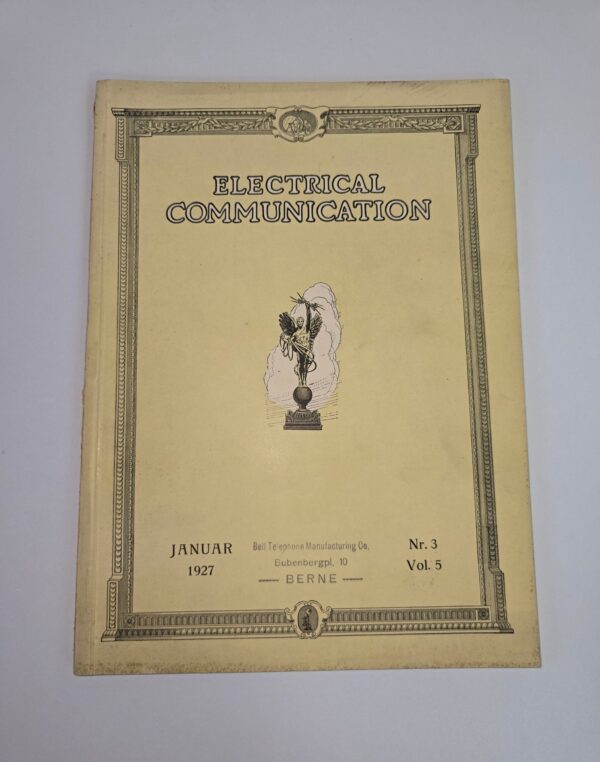 ELECTRICAL
COMMUNICATION
JANUAR
1927
Bell Telephone Manufacturing Co.
Bubenbergpl. 10
BERNE
Nr. 3
Vol. 5